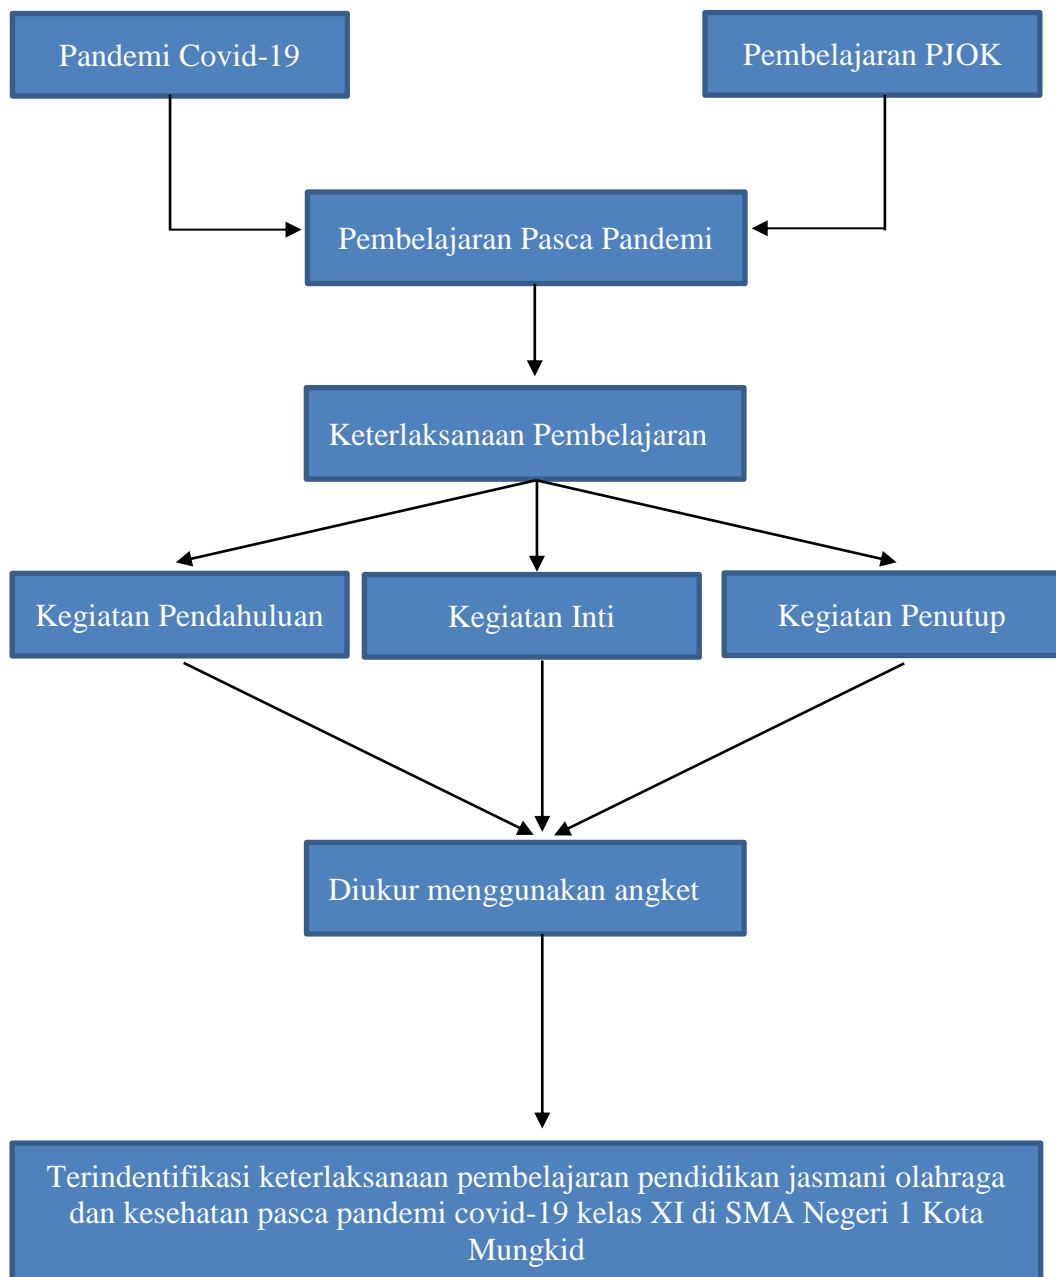 Pandemi Covid-19
Pembelajaran PJOK
Pembelajaran Pasca Pandemi
Keterlaksanaan Pembelajaran
Kegiatan Pendahuluan
Kegiatan Inti
Kegiatan Penutup
Diukur menggunakan angket
Terindentifikasi keterlaksanaan pembelajaran pendidikan jasmani olahraga
dan kesehatan pasca pandemi covid-19 kelas XI di SMA Negeri 1 Kota
Mungkid